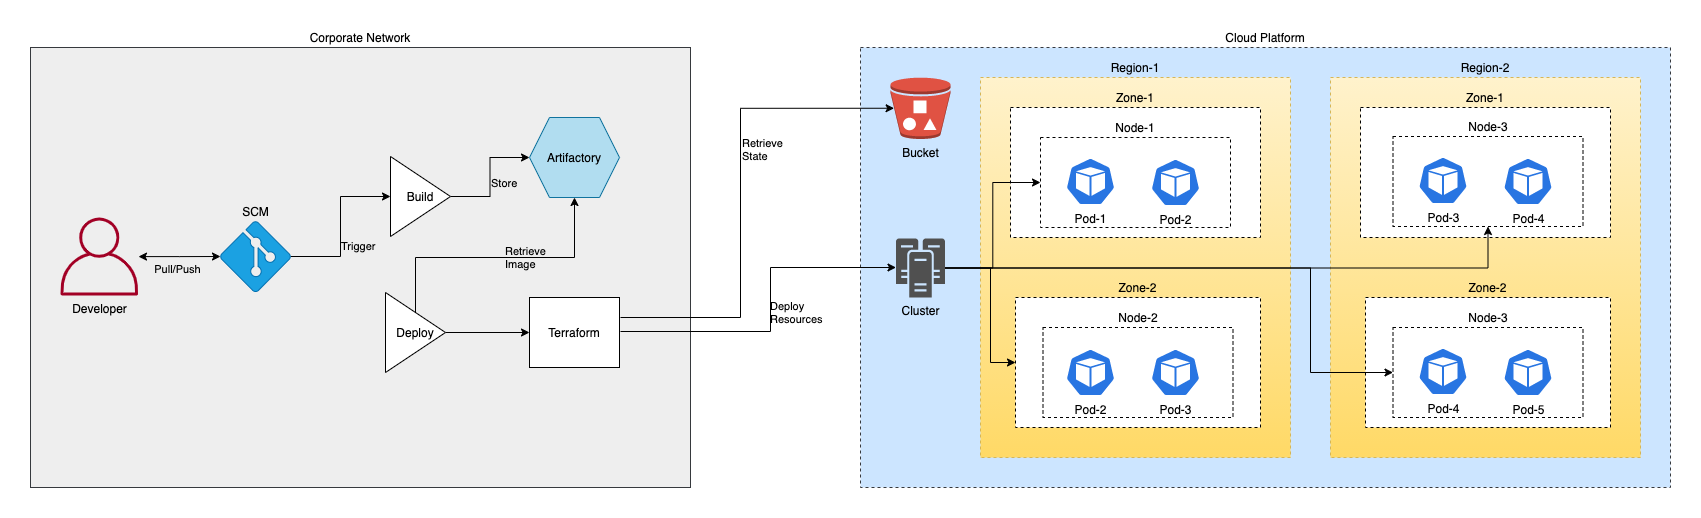 Corporate Network
SCM
Developer
Pull/Push
Trigger
Build
Store
Artifactory
Retrieve
Image
Deploy
Terraform
Retrieve
State
Deploy
Resources
Cloud Platform
Bucket
Cluster
Region-1
Zone-1
Node-1
Pod-1
Pod-2
Zone-2
Node-2
Pod-2
Pod-3
Region-2
Zone-1
Node-3
Pod-3
Pod-4
Zone-2
Node-3
Pod-4
Pod-5